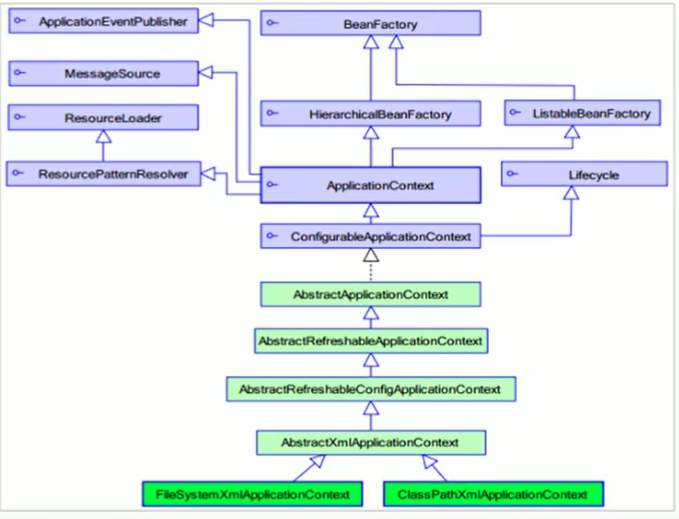 ApplicationEventPublisher
BeanFactory
MessageSource
ResourceLoader
HierarchicalBeanFactory
ListableBeanFactory
ResourcePatternResolver
ApplicationContext
Lifecycle
ConfigurableApplicationContext
AbstractApplicationContext
AbstractRefreshableApplicationContext
AbstractRefreshableConfigApplicationContext
AbstractXmlApplicationContext
FileSystemXmlApplicationContext
ClassPathXmlApplicationContext